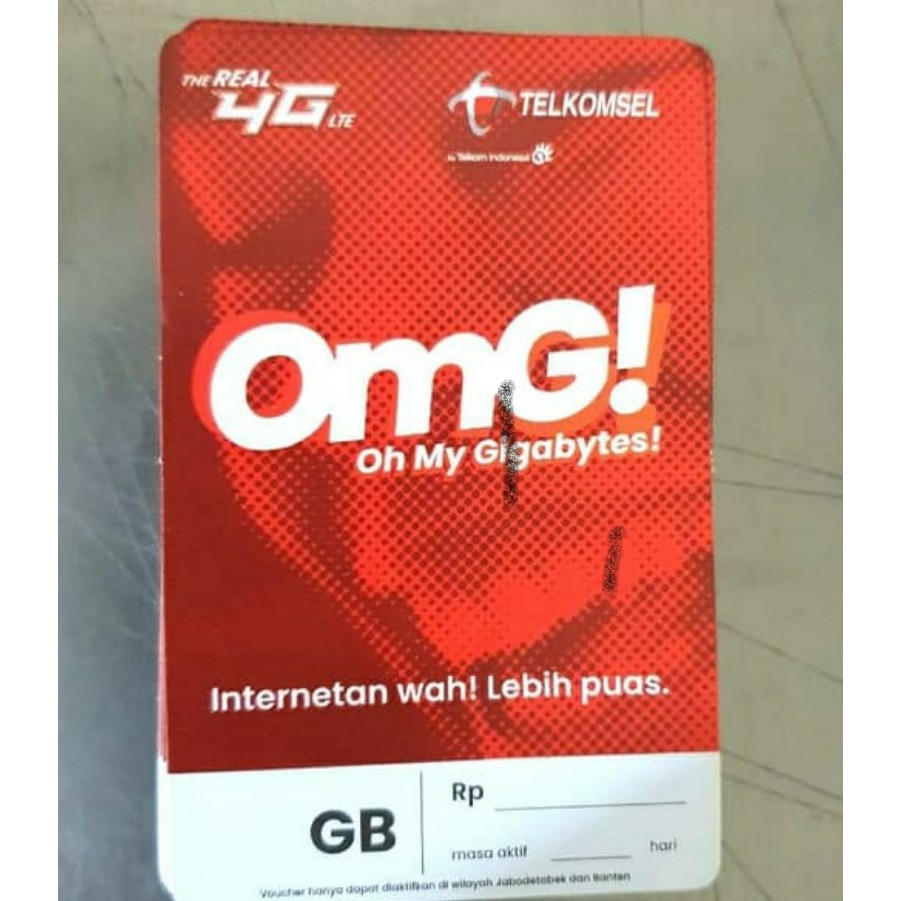 THE REAL
4G LTE
TELKOMSEL
by Telkom Indonesia
OmG!
Oh My Gigabytes!
Internetan wah! Lebih puas.
GB
Rp
masa aktif hari
Voucher hanya dapat diaktifkan di wilayah Jabodetabek dan Banten